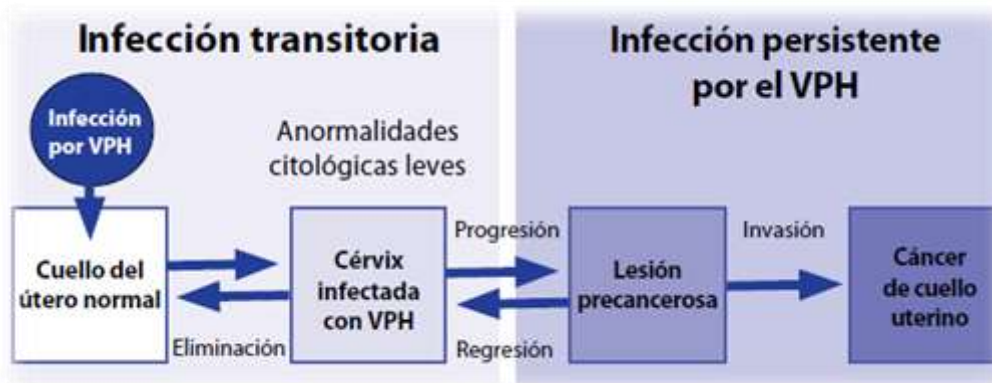 Infección transitoria
Infección persistente
por el VPH
Infección
por VPH
Anormalidades
citológicas leves
Cuello del
útero normal
Eliminación
Cérvix
infectada
con VPH
Progresión
Regresión
Lesión
precancerosa
Invasión
Cáncer
de cuello
uterino